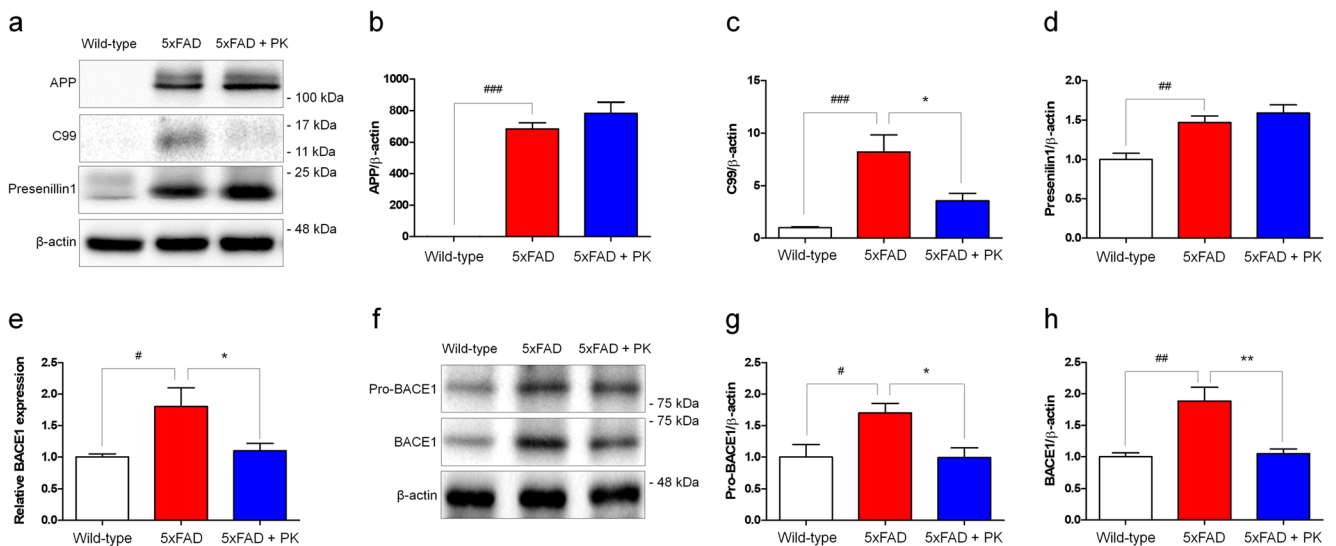 a
Wild-type 5xFAD 5xFAD + PK
APP
- 100 kDa
C99
- 17 kDa
- 11 kDa
Presenillin1
- 25 kDa
β-actin
- 48 kDa
b
APP/β-actin
1000
800
600
400
200
0
###
Wild-type 5xFAD 5xFAD + PK
c
C99/β-actin
15
10
5
0
### *
Wild-type 5xFAD 5xFAD + PK
d
Presenilin1/β-actin
2.0
1.5
1.0
0.5
0.0
##
Wild-type 5xFAD 5xFAD + PK
e
Relative BACE1 expression
2.5
2.0
1.5
1.0
0.5
0.0
# *
Wild-type 5xFAD 5xFAD + PK
f
Wild-type 5xFAD 5xFAD + PK
Pro-BACE1
- 75 kDa
- 75 kDa
BACE1
- 48 kDa
β-actin
g
Pro-BACE1/β-actin
2.5
2.0
1.5
1.0
0.5
0.0
# *
Wild-type 5xFAD 5xFAD + PK
h
BACE1/β-actin
2.5
2.0
1.5
1.0
0.5
0.0
## **
Wild-type 5xFAD 5xFAD + PK